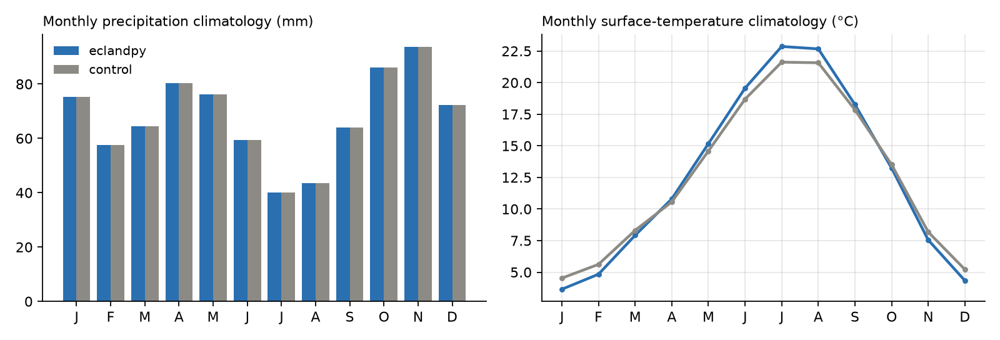 Monthly precipitation climatology (mm)
eclandpy
control
80
60
40
20
0
J F M A M J J A S O N D
Monthly surface-temperature climatology (°C)
22.5
20.0
17.5
15.0
12.5
10.0
7.5
5.0
J F M A M J J A S O N D